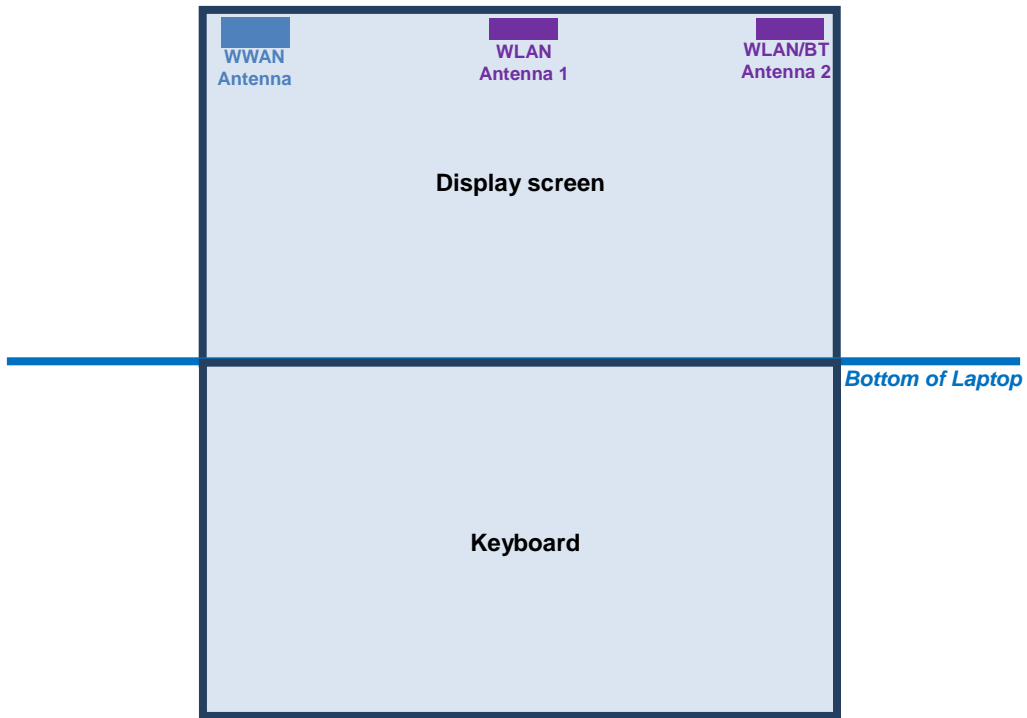 WWAN
Antenna
WLAN
Antenna 1
WLAN/BT
Antenna 2
Display screen
Bottom of Laptop
Keyboard